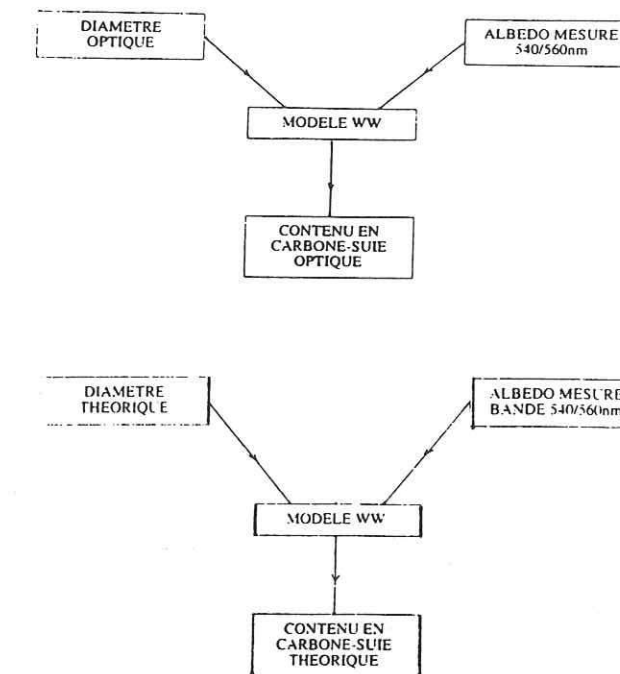 DIAMETRE
OPTIQUE
ALBEDO MESURE
540/560nm
MODELE WW
CONTENU EN
CARBONE-SUIE
OPTIQUE
DIAMETRE
THEORIQUE
ALBEDO MESURE
BANDE 540/560nm
MODELE WW
CONTENU EN
CARBONE-SUIE
THEORIQUE